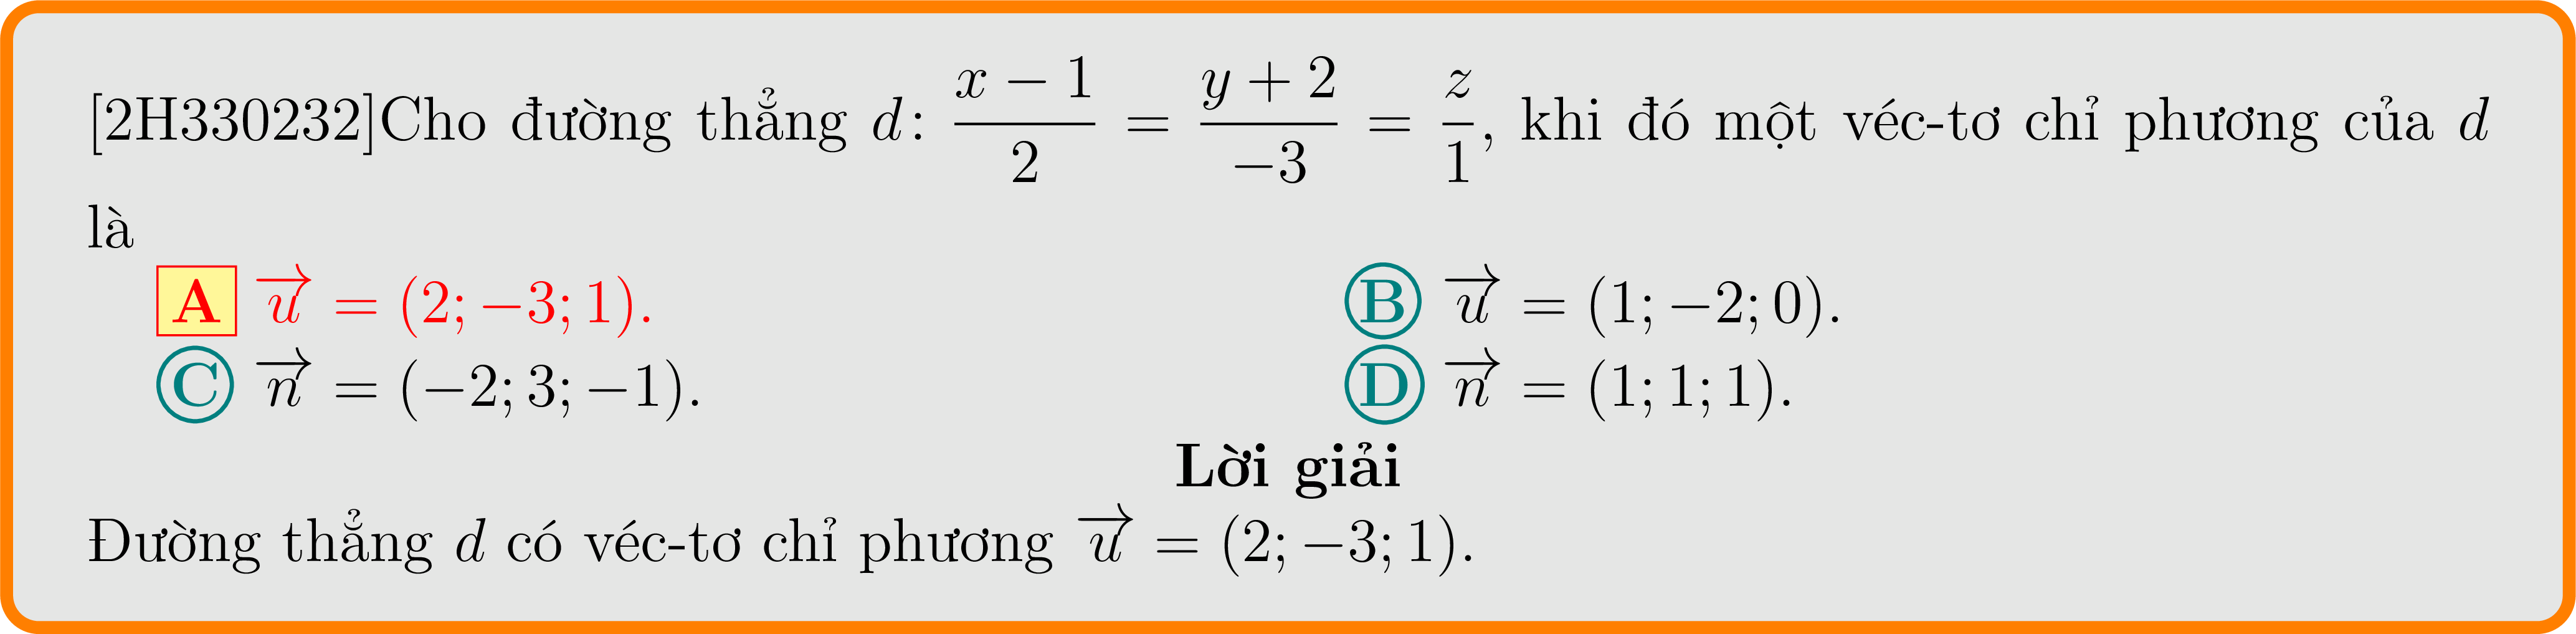 [2H330232]Cho đường thẳng d: \frac{x − 1}{2} = \frac{y + 2}{−3} = \frac{z}{1}, khi đó một véc-tơ chỉ phương của d
là
A \overrightarrow{u} = (2; −3; 1). B \overrightarrow{u} = (1; −2; 0).
C \overrightarrow{n} = (−2; 3; −1). D \overrightarrow{n} = (1; 1; 1).
Lời giải
Đường thẳng d có véc-tơ chỉ phương \overrightarrow{u} = (2; −3; 1).